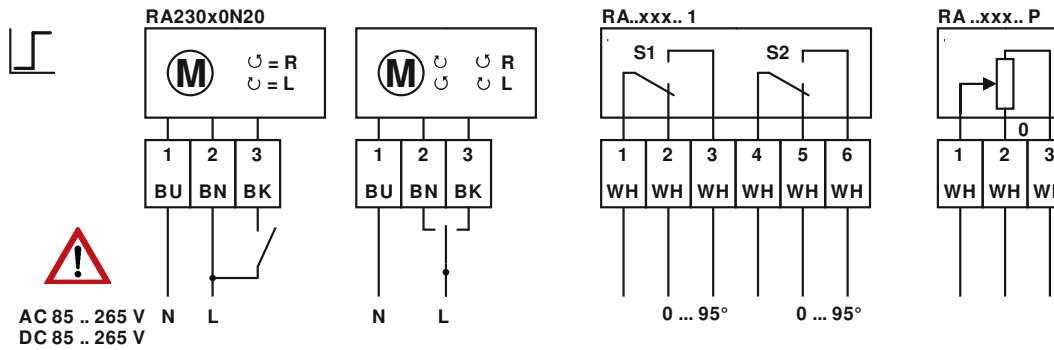 RA230x0N20
M
↺ = R
↻ = L
1 2 3
BU BN BK
AC 85 .. 265 V
DC 85 .. 265 V
N L
M
↻ ↺ R
↺ ↻ L
1 2 3
BU BN BK
N L
RA..xxx.. 1
S1 S2
1 2 3 4 5 6
WH WH WH WH WH WH
0 ... 95° 0 ... 95°
RA ..xxx.. P
0
1 2 3
WH WH